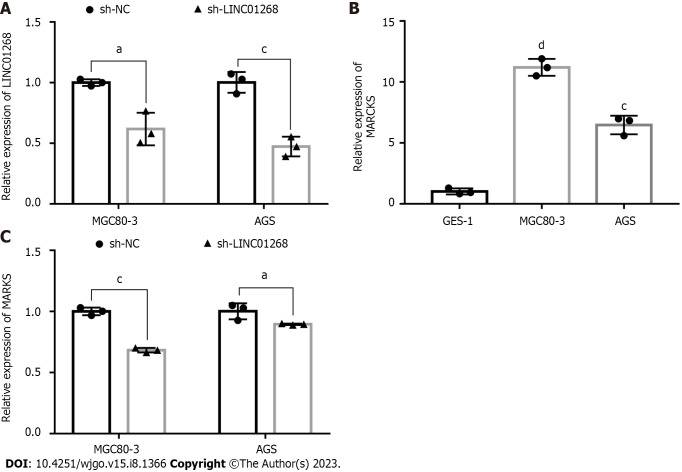 A
sh-NC
sh-LINC01268
Relative expression of LINC01268
1.5
1.0
0.5
0.0
a
c
MGC80-3
AGS
B
Relative expression of
MARCKS
15
10
5
0
d
c
GES-1
MGC80-3
AGS
C
sh-NC
sh-LINC01268
Relative expression of MARKS
1.5
1.0
0.5
0.0
c
a
MGC80-3
AGS
DOI: 10.4251/wjgo.v15.i8.1366 Copyright ©The Author(s) 2023.